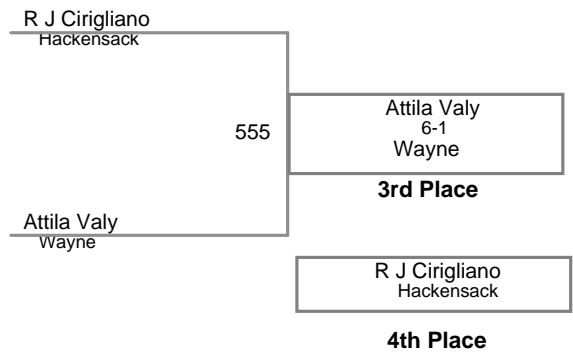 R J Cirigliano
Hackensack
555
Attila Valy
6-1
Wayne
3rd Place
Attila Valy
Wayne
R J Cirigliano
Hackensack
4th Place